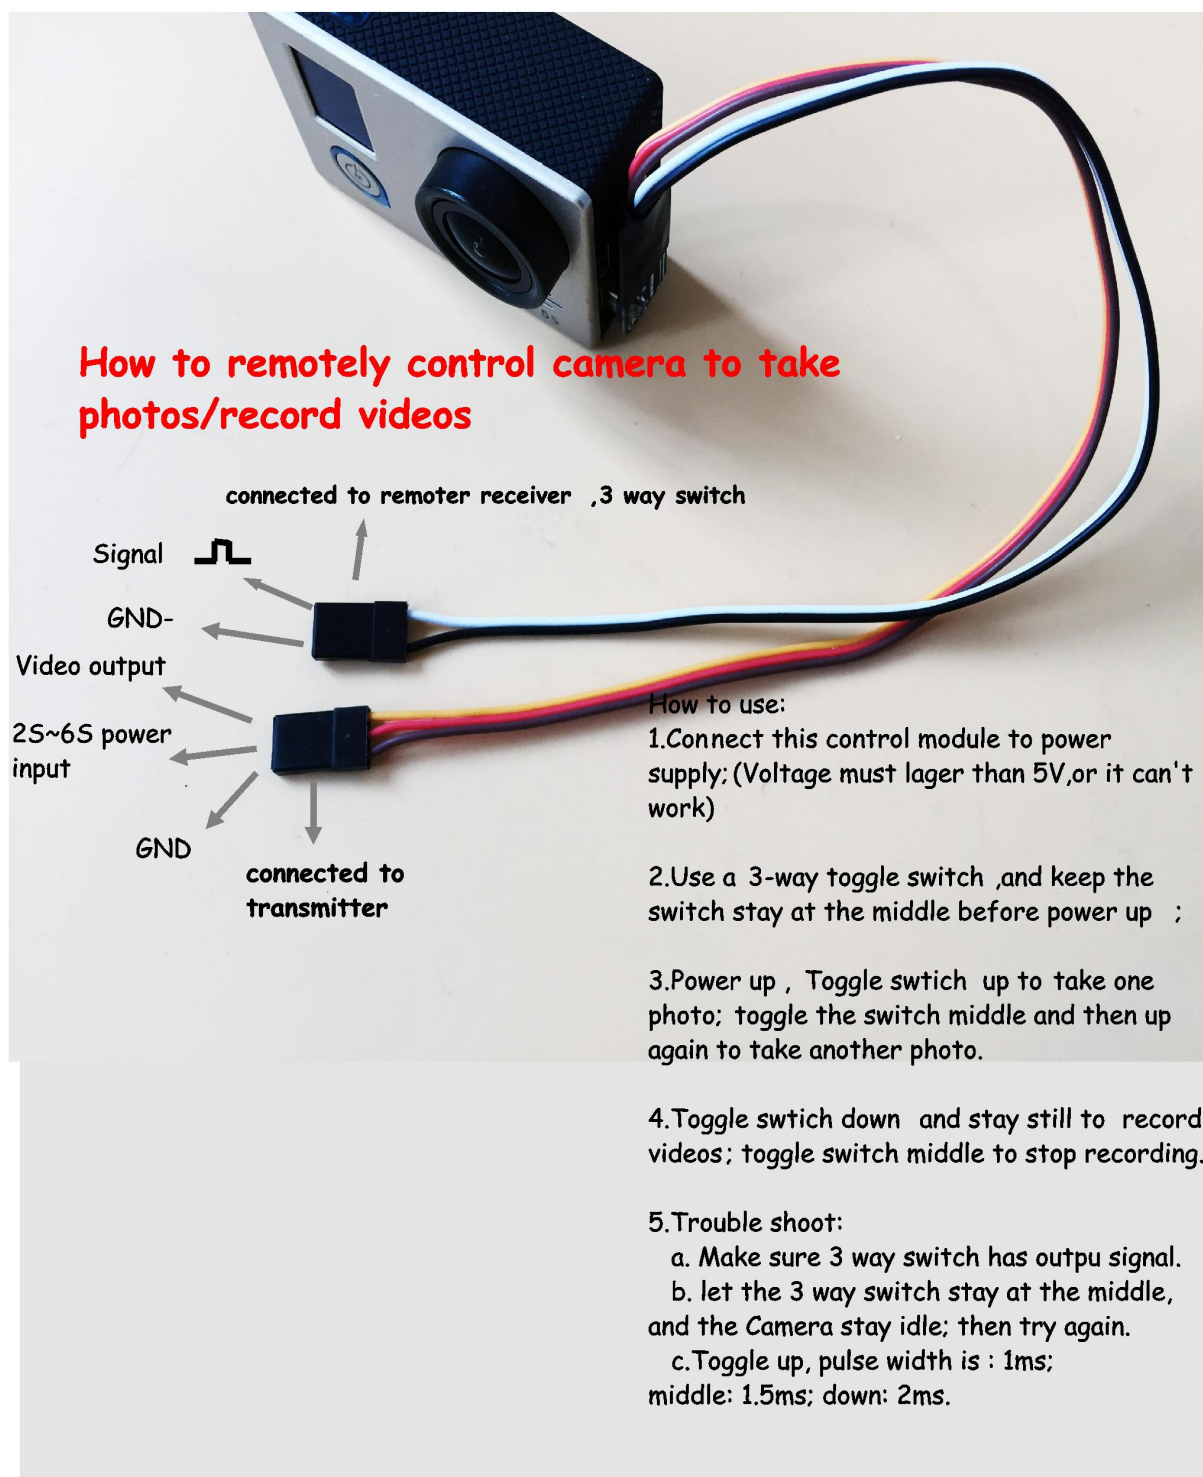 How to remotely control camera to take
photos/record videos
connected to remoter receiver ,3 way switch
Signal
GND-
Video output
2S~6S power
input
GND
connected to
transmitter
How to use:
1.Connect this control module to power
supply;(Voltage must lager than 5V,or it can't
work)
2.Use a 3-way toggle switch ,and keep the
switch stay at the middle before power up ;
3.Power up , Toggle swtich up to take one
photo; toggle the switch middle and then up
again to take another photo.
4.Toggle swtich down and stay still to record
videos; toggle switch middle to stop recording.
5.Trouble shoot:
a. Make sure 3 way switch has outpu signal.
b. let the 3 way switch stay at the middle,
and the Camera stay idle; then try again.
c.Toggle up, pulse width is : 1ms;
middle: 1.5ms; down: 2ms.